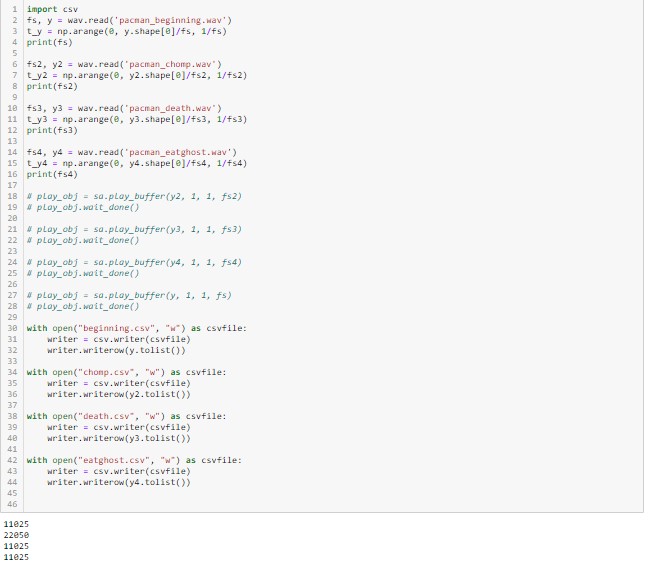 1 import csv
2 fs, y = wav.read('pacman_beginning.wav')
3 t_y = np.arange(0, y.shape[0]/fs, 1/fs)
4 print(fs)
5
6 fs2, y2 = wav.read('pacman_chomp.wav')
7 t_y2 = np.arange(0, y2.shape[0]/fs2, 1/fs2)
8 print(fs2)
9
10 fs3, y3 = wav.read('pacman_death.wav')
11 t_y3 = np.arange(0, y3.shape[0]/fs3, 1/fs3)
12 print(fs3)
13
14 fs4, y4 = wav.read('pacman_eatghost.wav')
15 t_y4 = np.arange(0, y4.shape[0]/fs4, 1/fs4)
16 print(fs4)
17
18 # play_obj = sa.play_buffer(y2, 1, 1, fs2)
19 # play_obj.wait_done()
20
21 # play_obj = sa.play_buffer(y3, 1, 1, fs3)
22 # play_obj.wait_done()
23
24 # play_obj = sa.play_buffer(y4, 1, 1, fs4)
25 # play_obj.wait_done()
26
27 # play_obj = sa.play_buffer(y, 1, 1, fs)
28 # play_obj.wait_done()
29
30 with open("beginning.csv", "w") as csvfile:
31     writer = csv.writer(csvfile)
32     writer.writerow(y.tolist())
33
34 with open("chomp.csv", "w") as csvfile:
35     writer = csv.writer(csvfile)
36     writer.writerow(y2.tolist())
37
38 with open("death.csv", "w") as csvfile:
39     writer = csv.writer(csvfile)
40     writer.writerow(y3.tolist())
41
42 with open("eatghost.csv", "w") as csvfile:
43     writer = csv.writer(csvfile)
44     writer.writerow(y4.tolist())
45
46
11025
22050
11025
11025